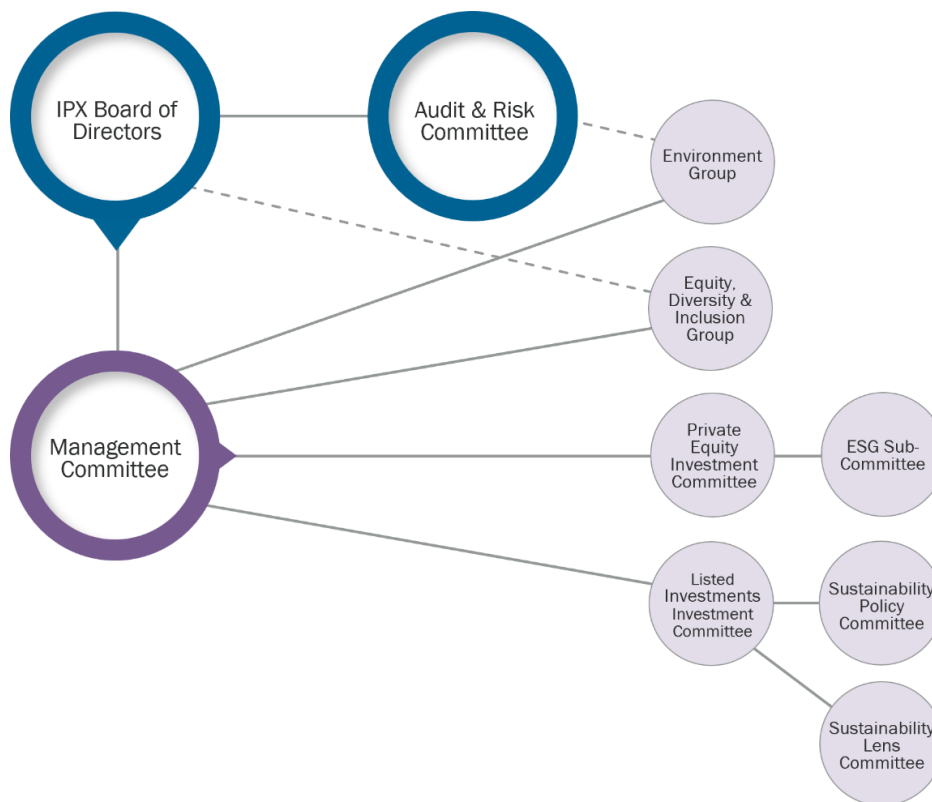 IPX Board of
Directors
Audit & Risk
Committee
Environment
Group
Equity,
Diversity &
Inclusion
Group
Management
Committee
Private
Equity
Investment
Committee
ESG Sub-
Committee
Listed
Investments
Investment
Committee
Sustainability
Policy
Committee
Sustainability
Lens
Committee